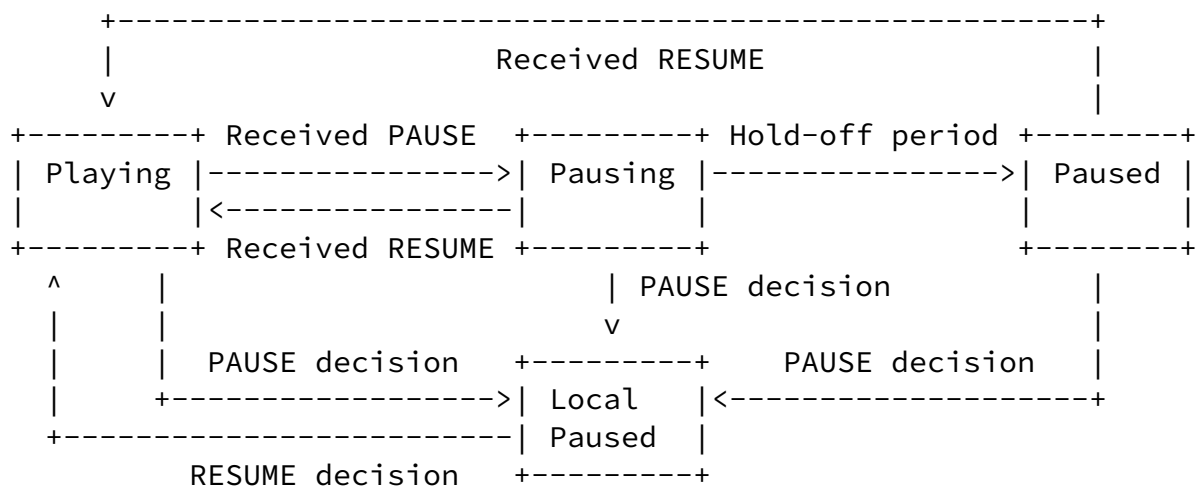 Received RESUME
Received PAUSE Hold-off period
Playing Pausing Paused
Received RESUME
PAUSE decision
PAUSE decision PAUSE decision
Local
Paused
RESUME decision